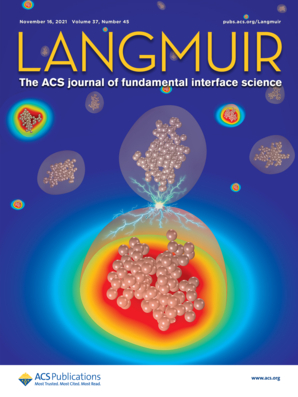 November 16, 2021 Volume 37, Number 45 pubs.acs.org/Langmuir
LANGMUIR
The ACS journal of fundamental interface science
ACS Publications www.acs.org
Most Trusted. Most Cited. Most Read.